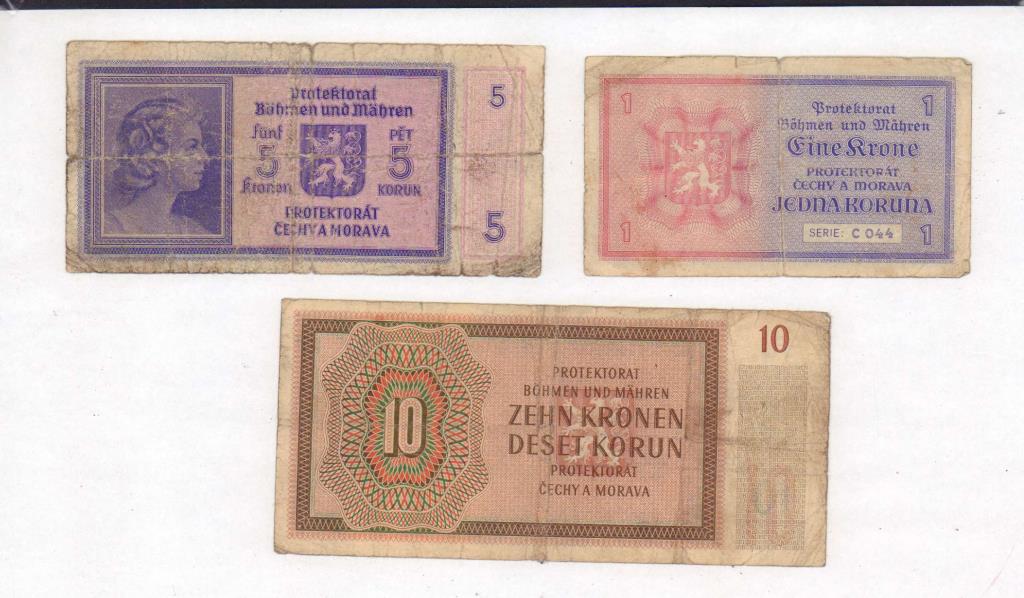 Protektorat
Böhmen und Mähren
Fünf PĚT
5 5
Kronen KORUN
PROTEKTORÁT
ČECHY A MORAVA
5
5
1 1
Protektorat
Böhmen und Mähren
Eine Krone
PROTEKTORÁT
ČECHY A MORAVA
JEDNA KORUNA
SERIE: C 044
1 1
10
PROTEKTORAT
BÖHMEN UND MÄHREN
10 ZEHN KRONEN
DESET KORUN
PROTEKTORÁT
ČECHY A MORAVA